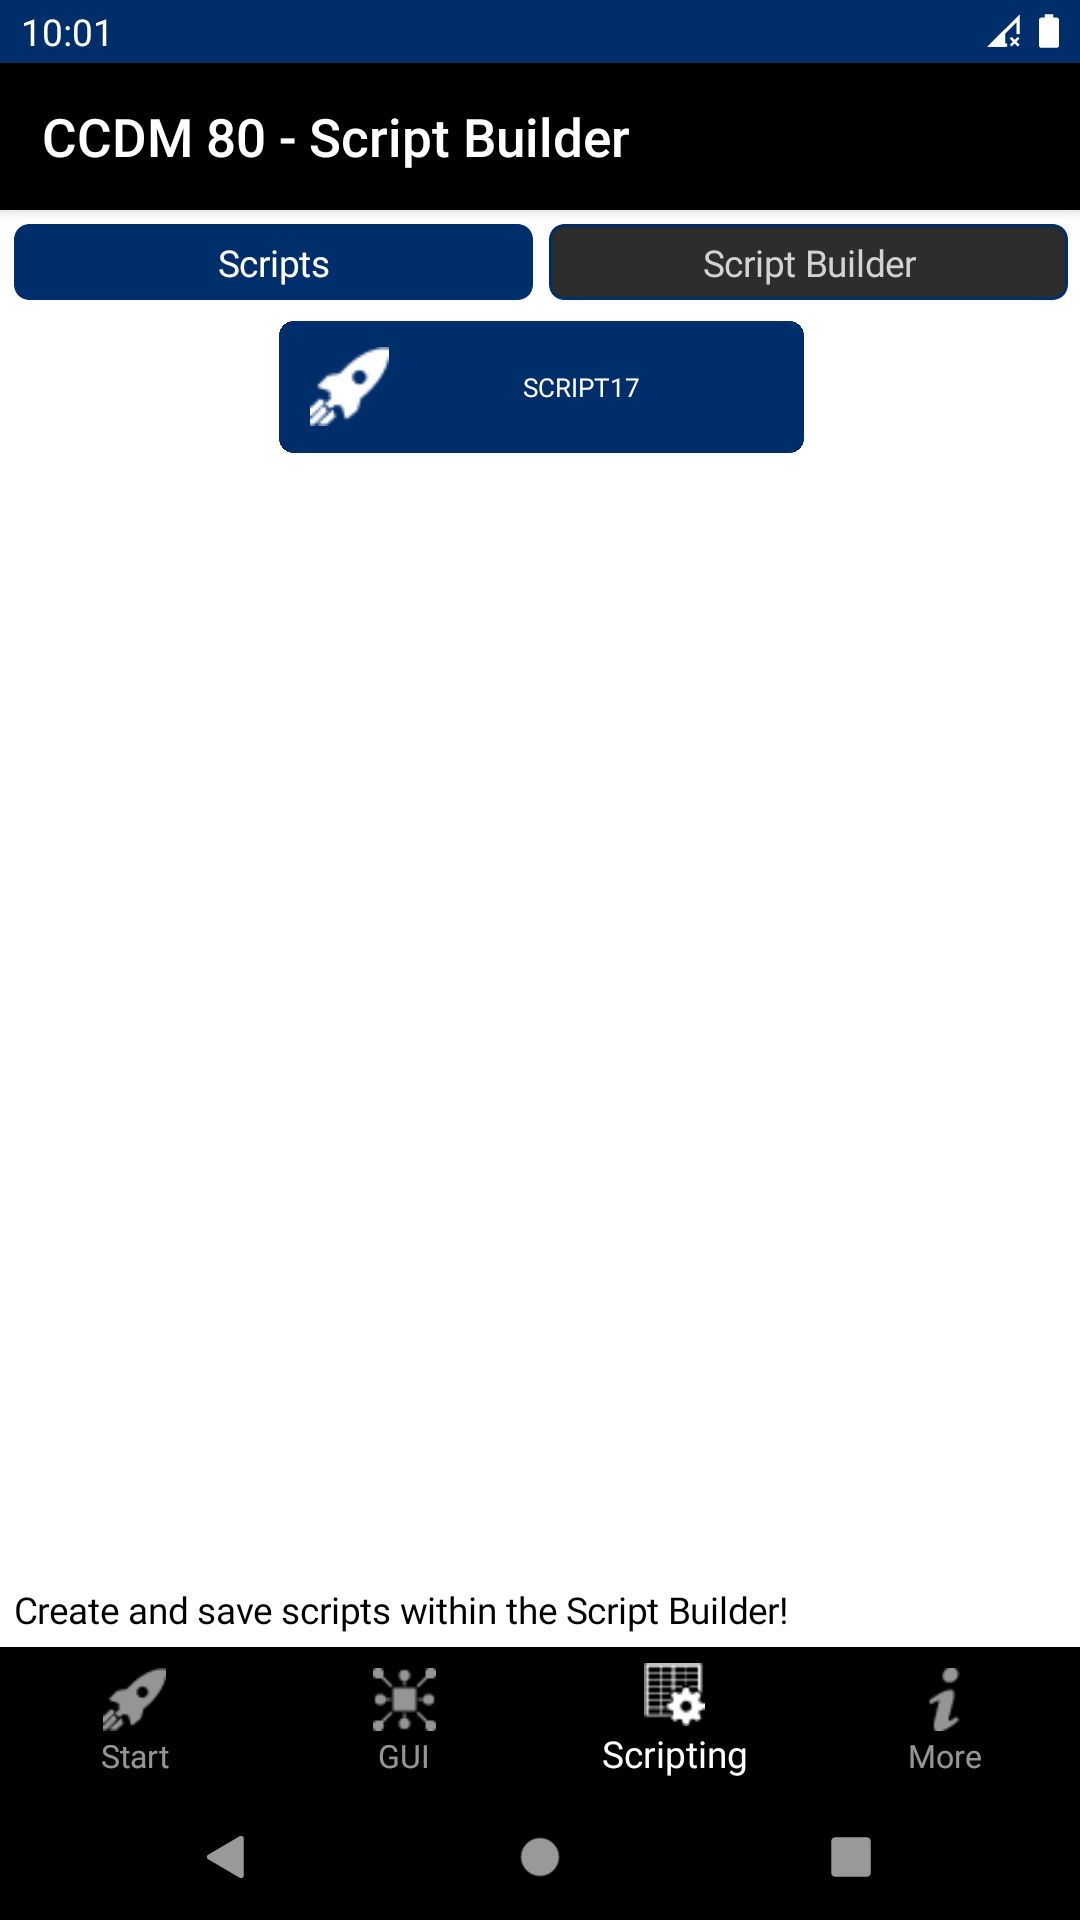 10:01
CCDM 80 - Script Builder
Scripts
Script Builder
SCRIPT17
Create and save scripts within the Script Builder!
Start
GUI
Scripting
More